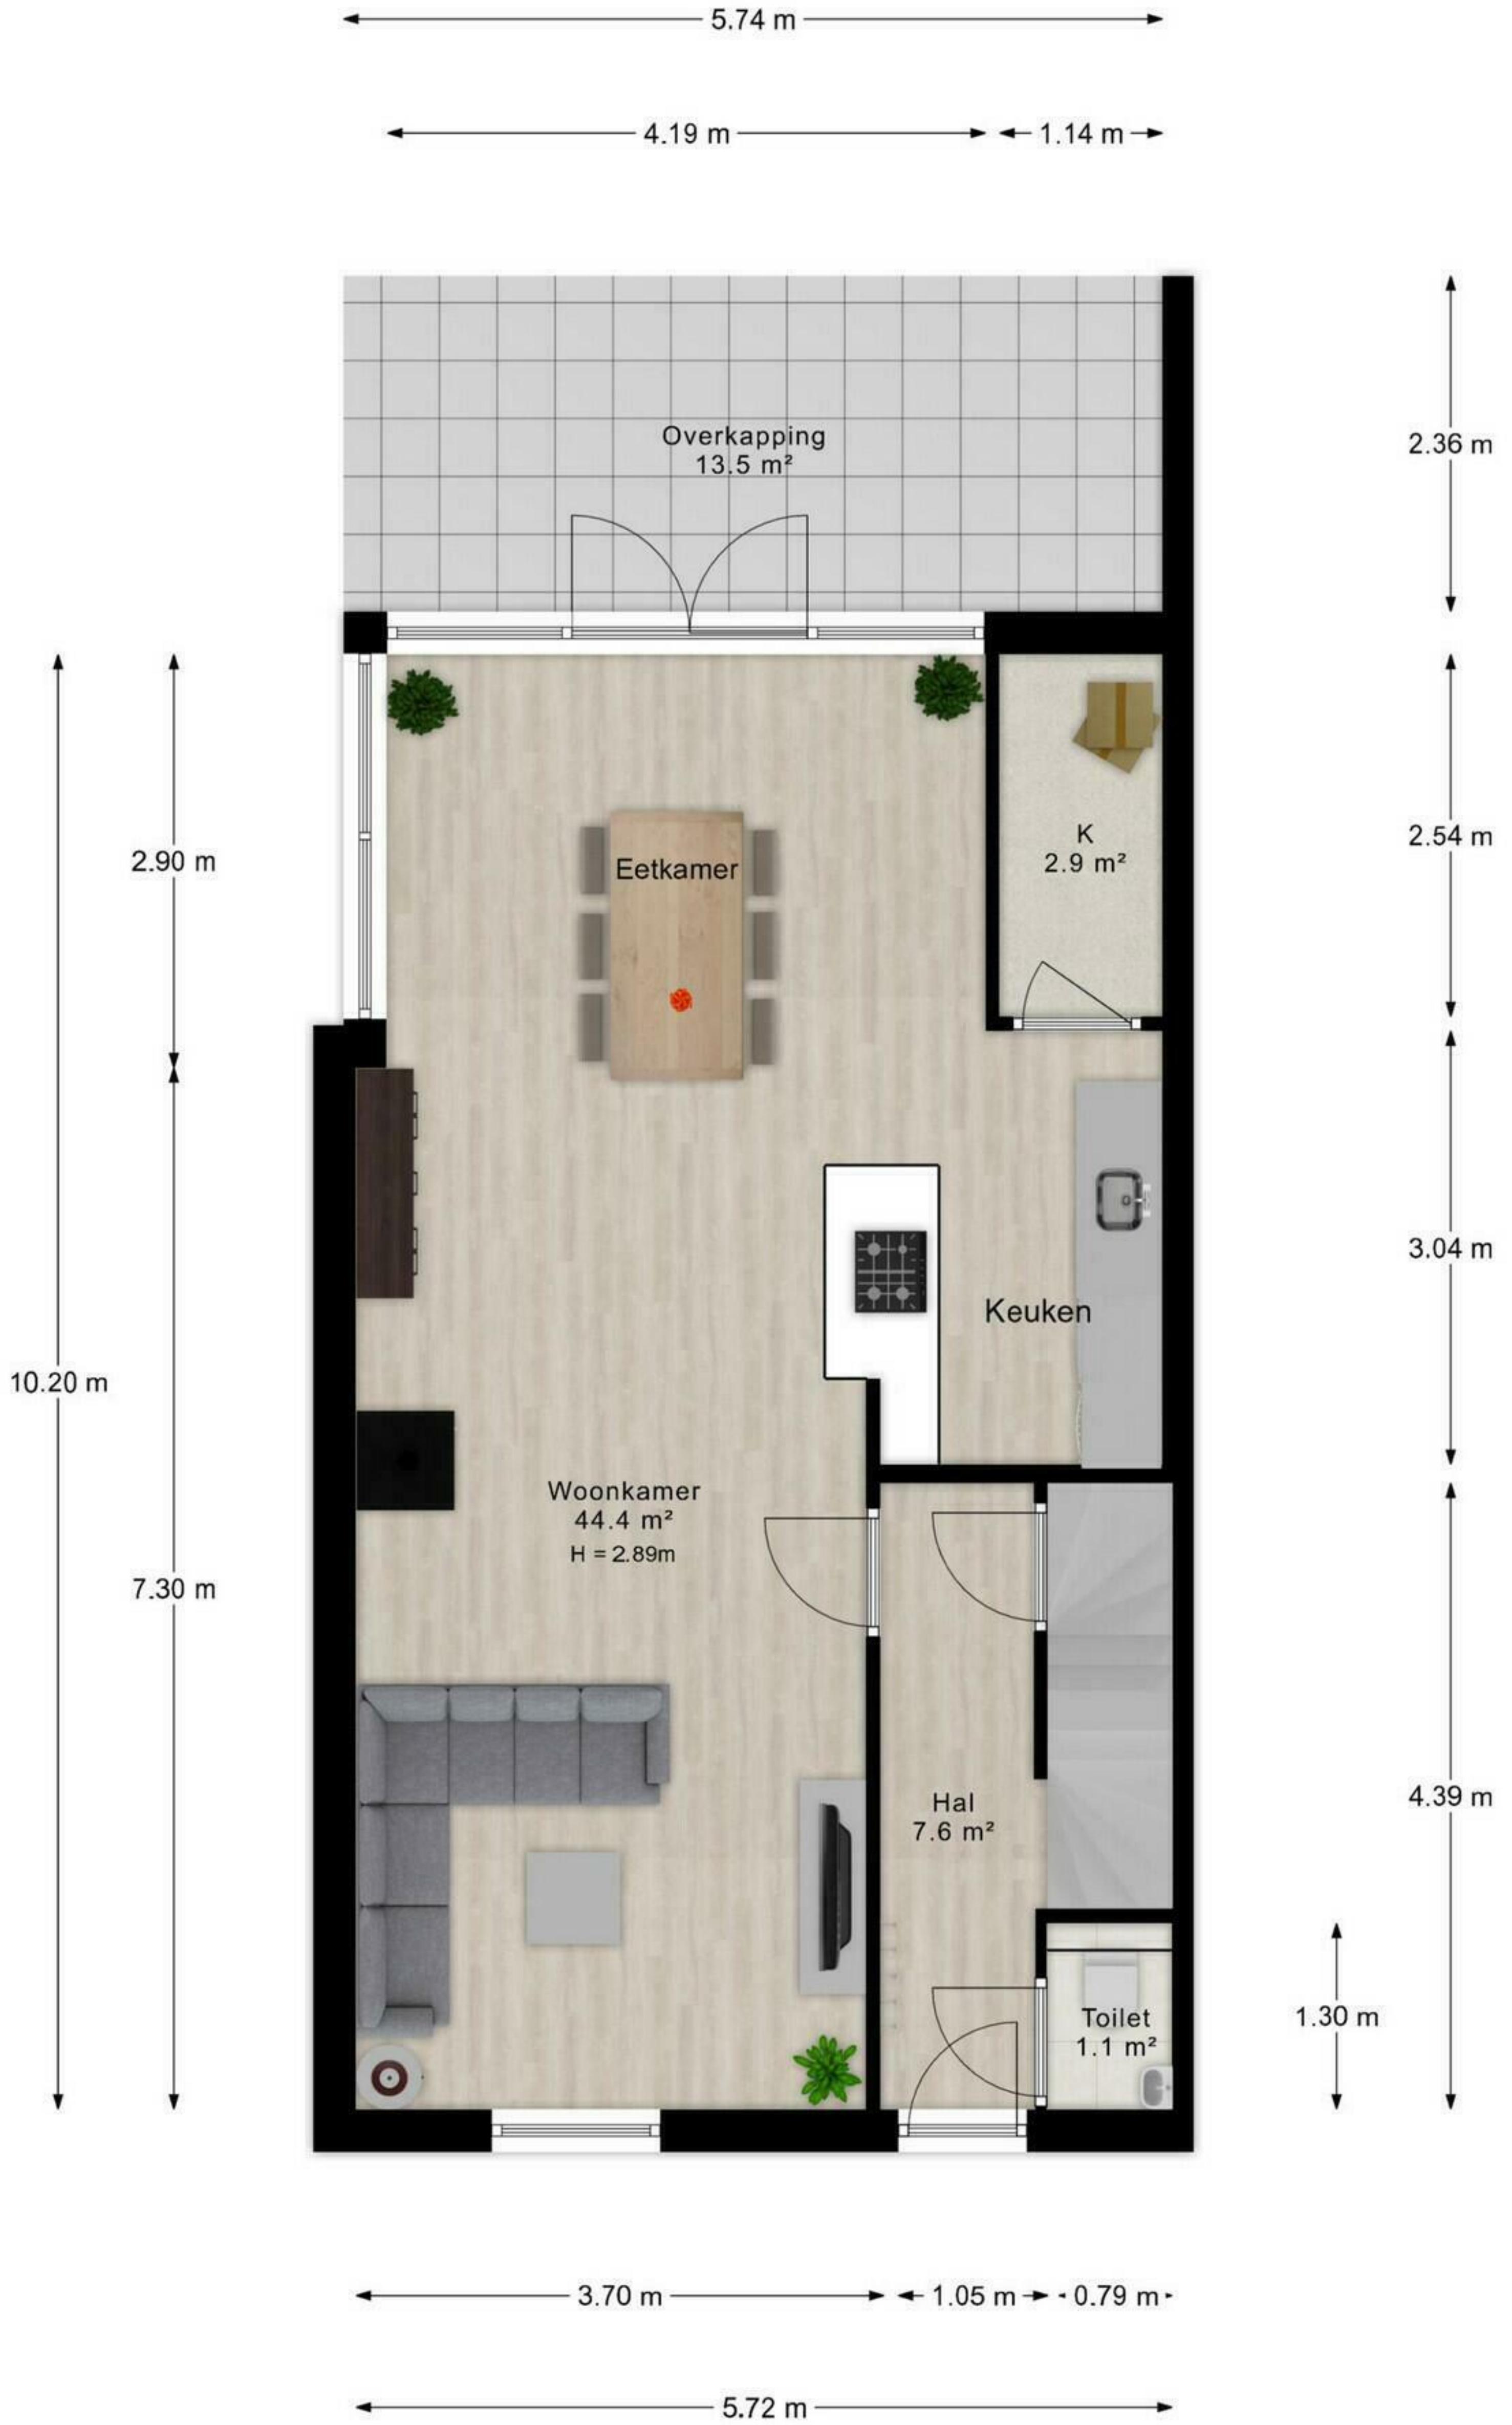 5.74 m
4.19 m
1.14 m
Overkapping
13.5 m²
2.36 m
K
2.9 m²
2.54 m
2.90 m
Eetkamer
3.04 m
Keuken
10.20 m
Woonkamer
44.4 m²
H = 2.89m
7.30 m
Hal
7.6 m²
4.39 m
Toilet
1.1 m²
1.30 m
3.70 m
1.05 m
0.79 m
5.72 m